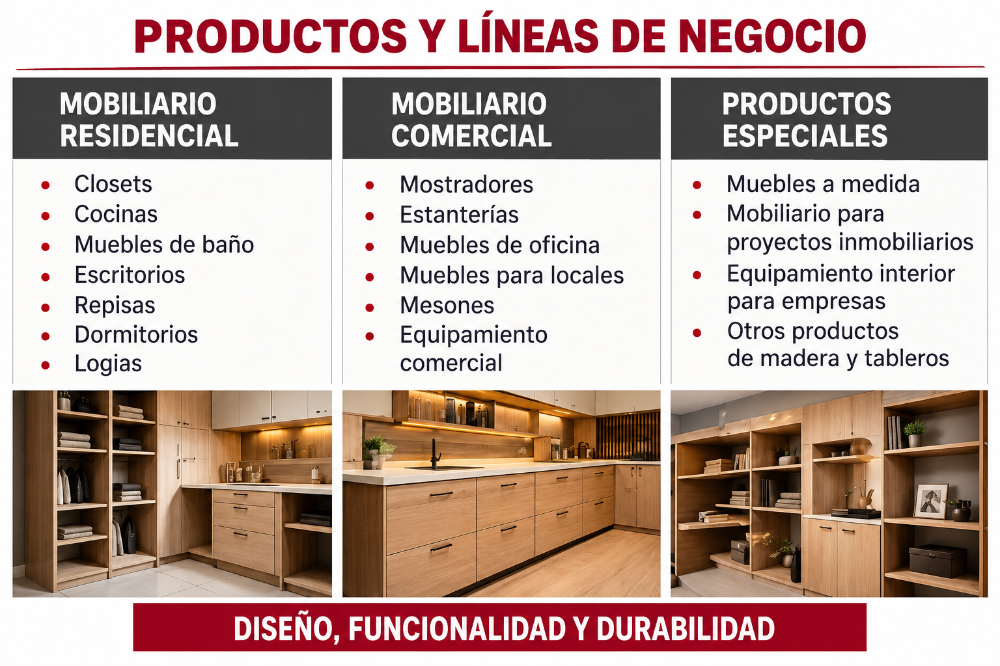 PRODUCTOS Y LÍNEAS DE NEGOCIO
MOBILIARIO
RESIDENCIAL
• Closets
• Cocinas
• Muebles de baño
• Escritorios
• Repisas
• Dormitorios
• Logias
MOBILIARIO
COMERCIAL
• Mostradores
• Estanterías
• Muebles de oficina
• Muebles para locales
• Mesones
• Equipamiento
comercial
PRODUCTOS
ESPECIALES
• Muebles a medida
• Mobiliario para
proyectos inmobiliarios
• Equipamiento interior
para empresas
• Otros productos
de madera y tableros
DISEÑO, FUNCIONALIDAD Y DURABILIDAD